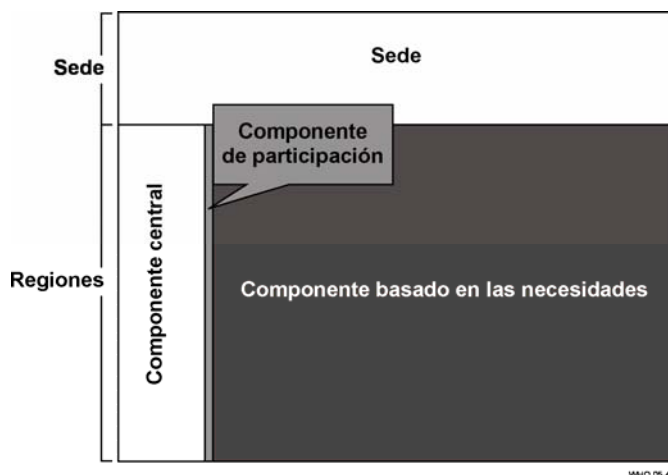 Sede
Sede
Componente
de participación
Componente central
Regiones
Componente basado en las necesidades